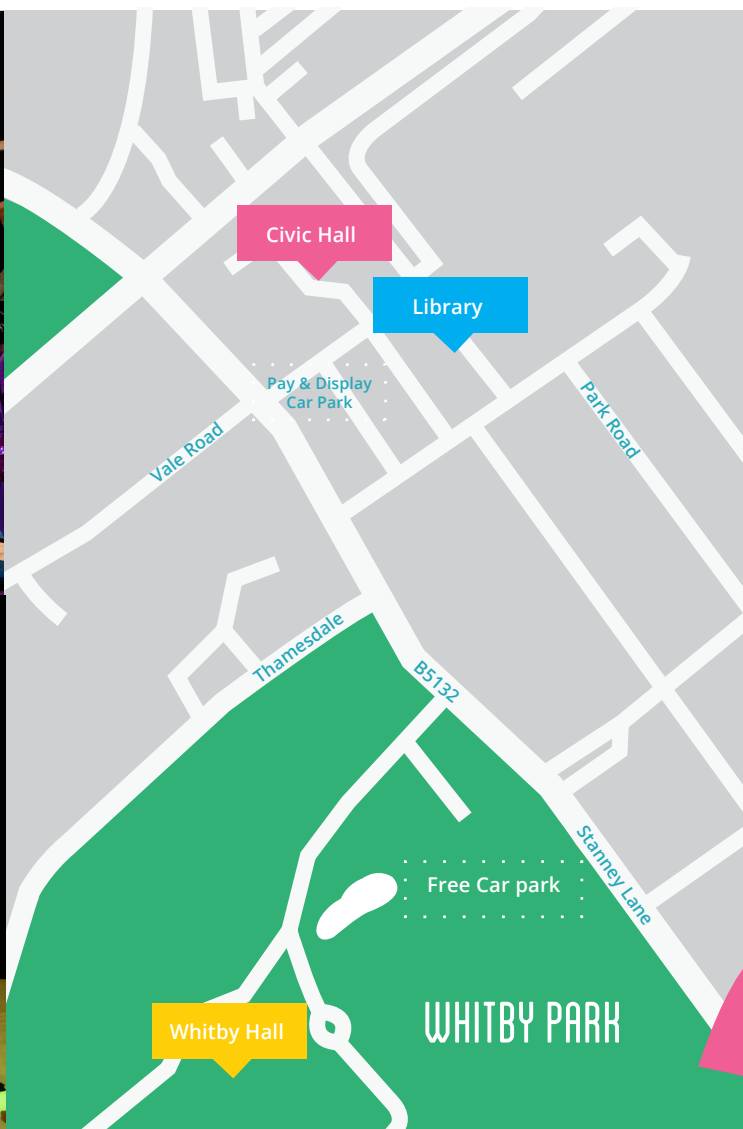 Civic Hall
Library
Pay & Display
Car Park
Park Road
Vale Road
Thamesdale
B5132
Stanney Lane
Free Car park
WHITBY PARK
Whitby Hall